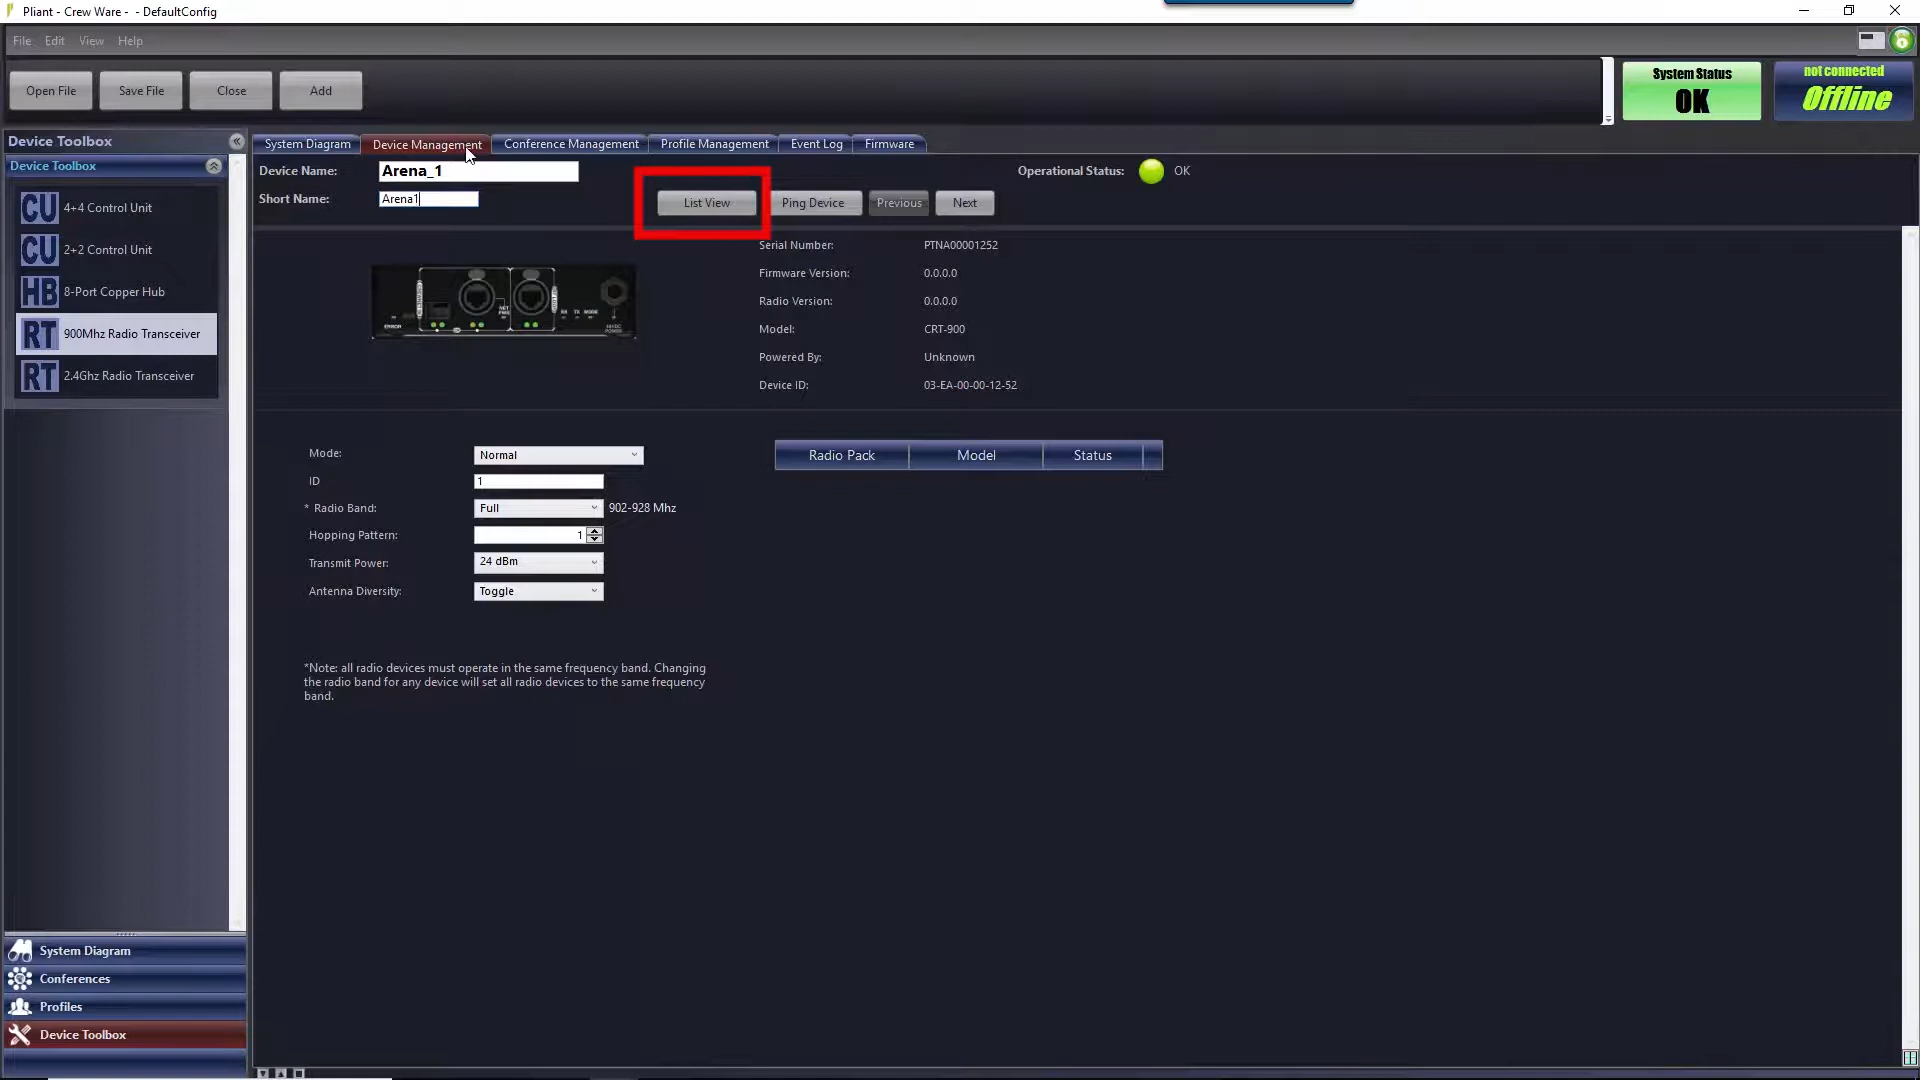 Pliant - Crew Ware - - DefaultConfig
File Edit View Help
Open File Save File Close Add
System Status
OK
not connected
Offline
Device Toolbox
Device Toolbox
CU 4+4 Control Unit
CU 2+2 Control Unit
HB 8-Port Copper Hub
RT 900Mhz Radio Transceiver
RT 2.4Ghz Radio Transceiver
System Diagram Device Management Conference Management Profile Management Event Log Firmware
Device Name: Arena_1
Operational Status: OK
Short Name: Arena1
List View Ping Device Previous Next
Serial Number: PTNA00001252
Firmware Version: 0.0.0.0
Radio Version: 0.0.0.0
Model: CRT-900
Powered By: Unknown
Device ID: 03-EA-00-00-12-52
ERROR
Mode: Normal
ID 1
* Radio Band: Full 902-928 Mhz
Hopping Pattern: 1
Transmit Power: 24 dBm
Antenna Diversity: Toggle
Radio Pack Model Status
*Note: all radio devices must operate in the same frequency band. Changing
the radio band for any device will set all radio devices to the same frequency
band.
System Diagram
Conferences
Profiles
Device Toolbox